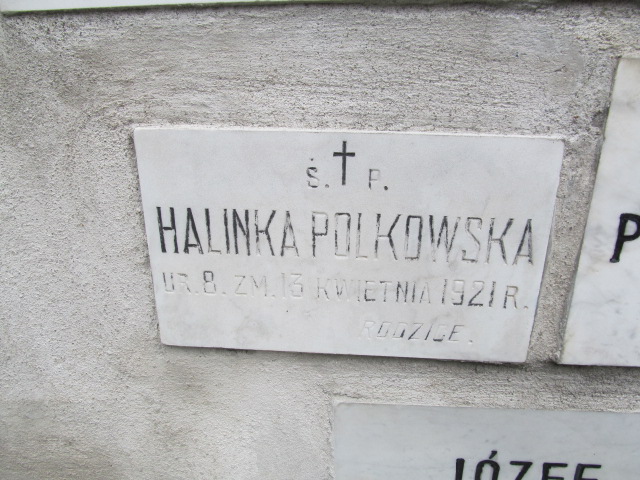 Ś. P.
HALINKA POLKOWSKA
UR. 8. ZM. 13 KWIETNIA 1921 R.
RODZICE.
P
JÓZEF